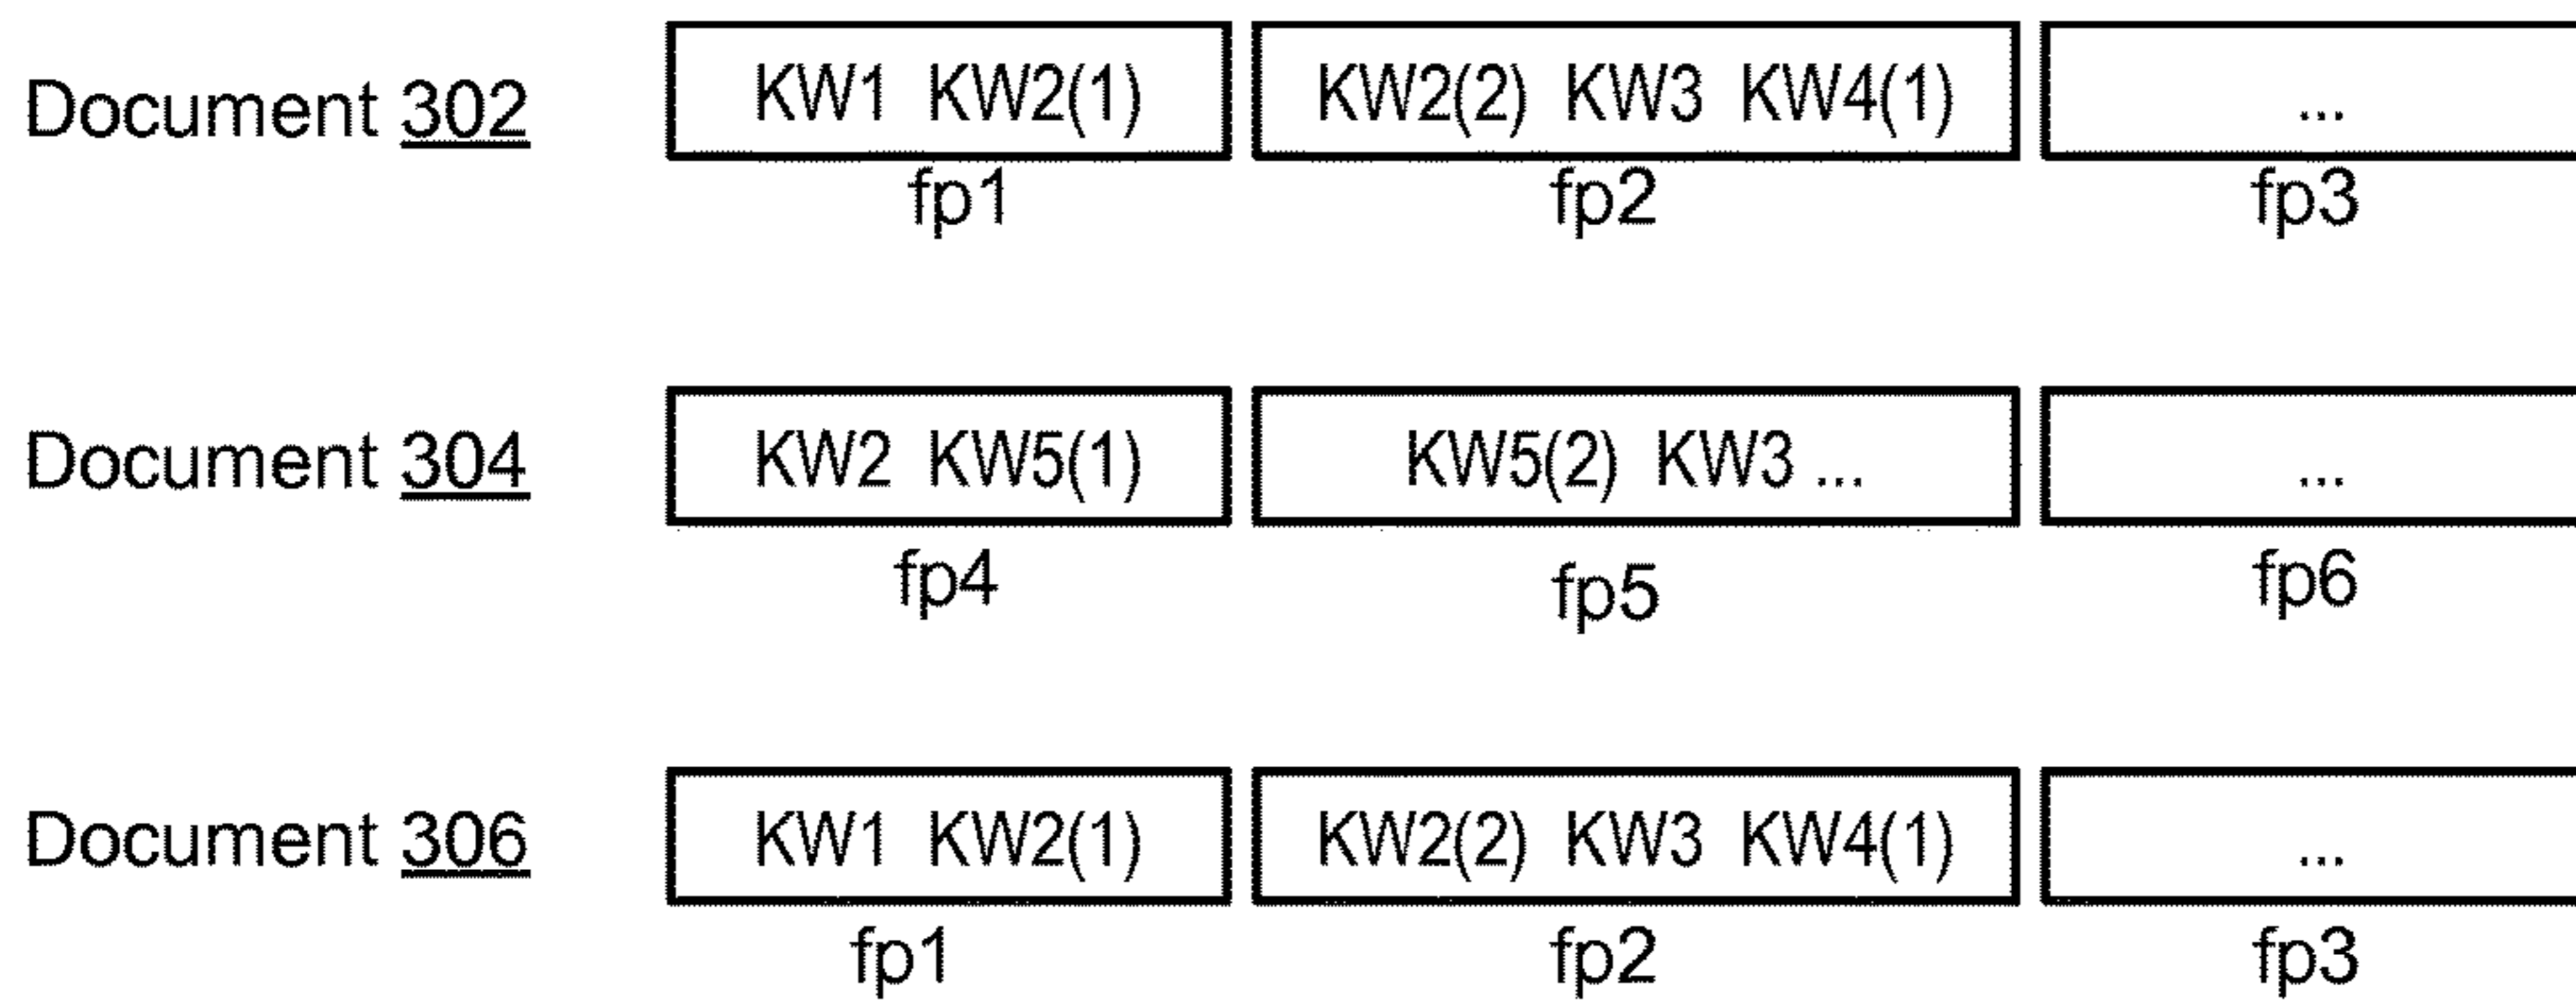 Document 302 KW1 KW2(1) KW2(2) KW3 KW4(1) ...
fp1 fp2 fp3
Document 304 KW2 KW5(1) KW5(2) KW3 ... ...
fp4 fp5 fp6
Document 306 KW1 KW2(1) KW2(2) KW3 KW4(1) ...
fp1 fp2 fp3